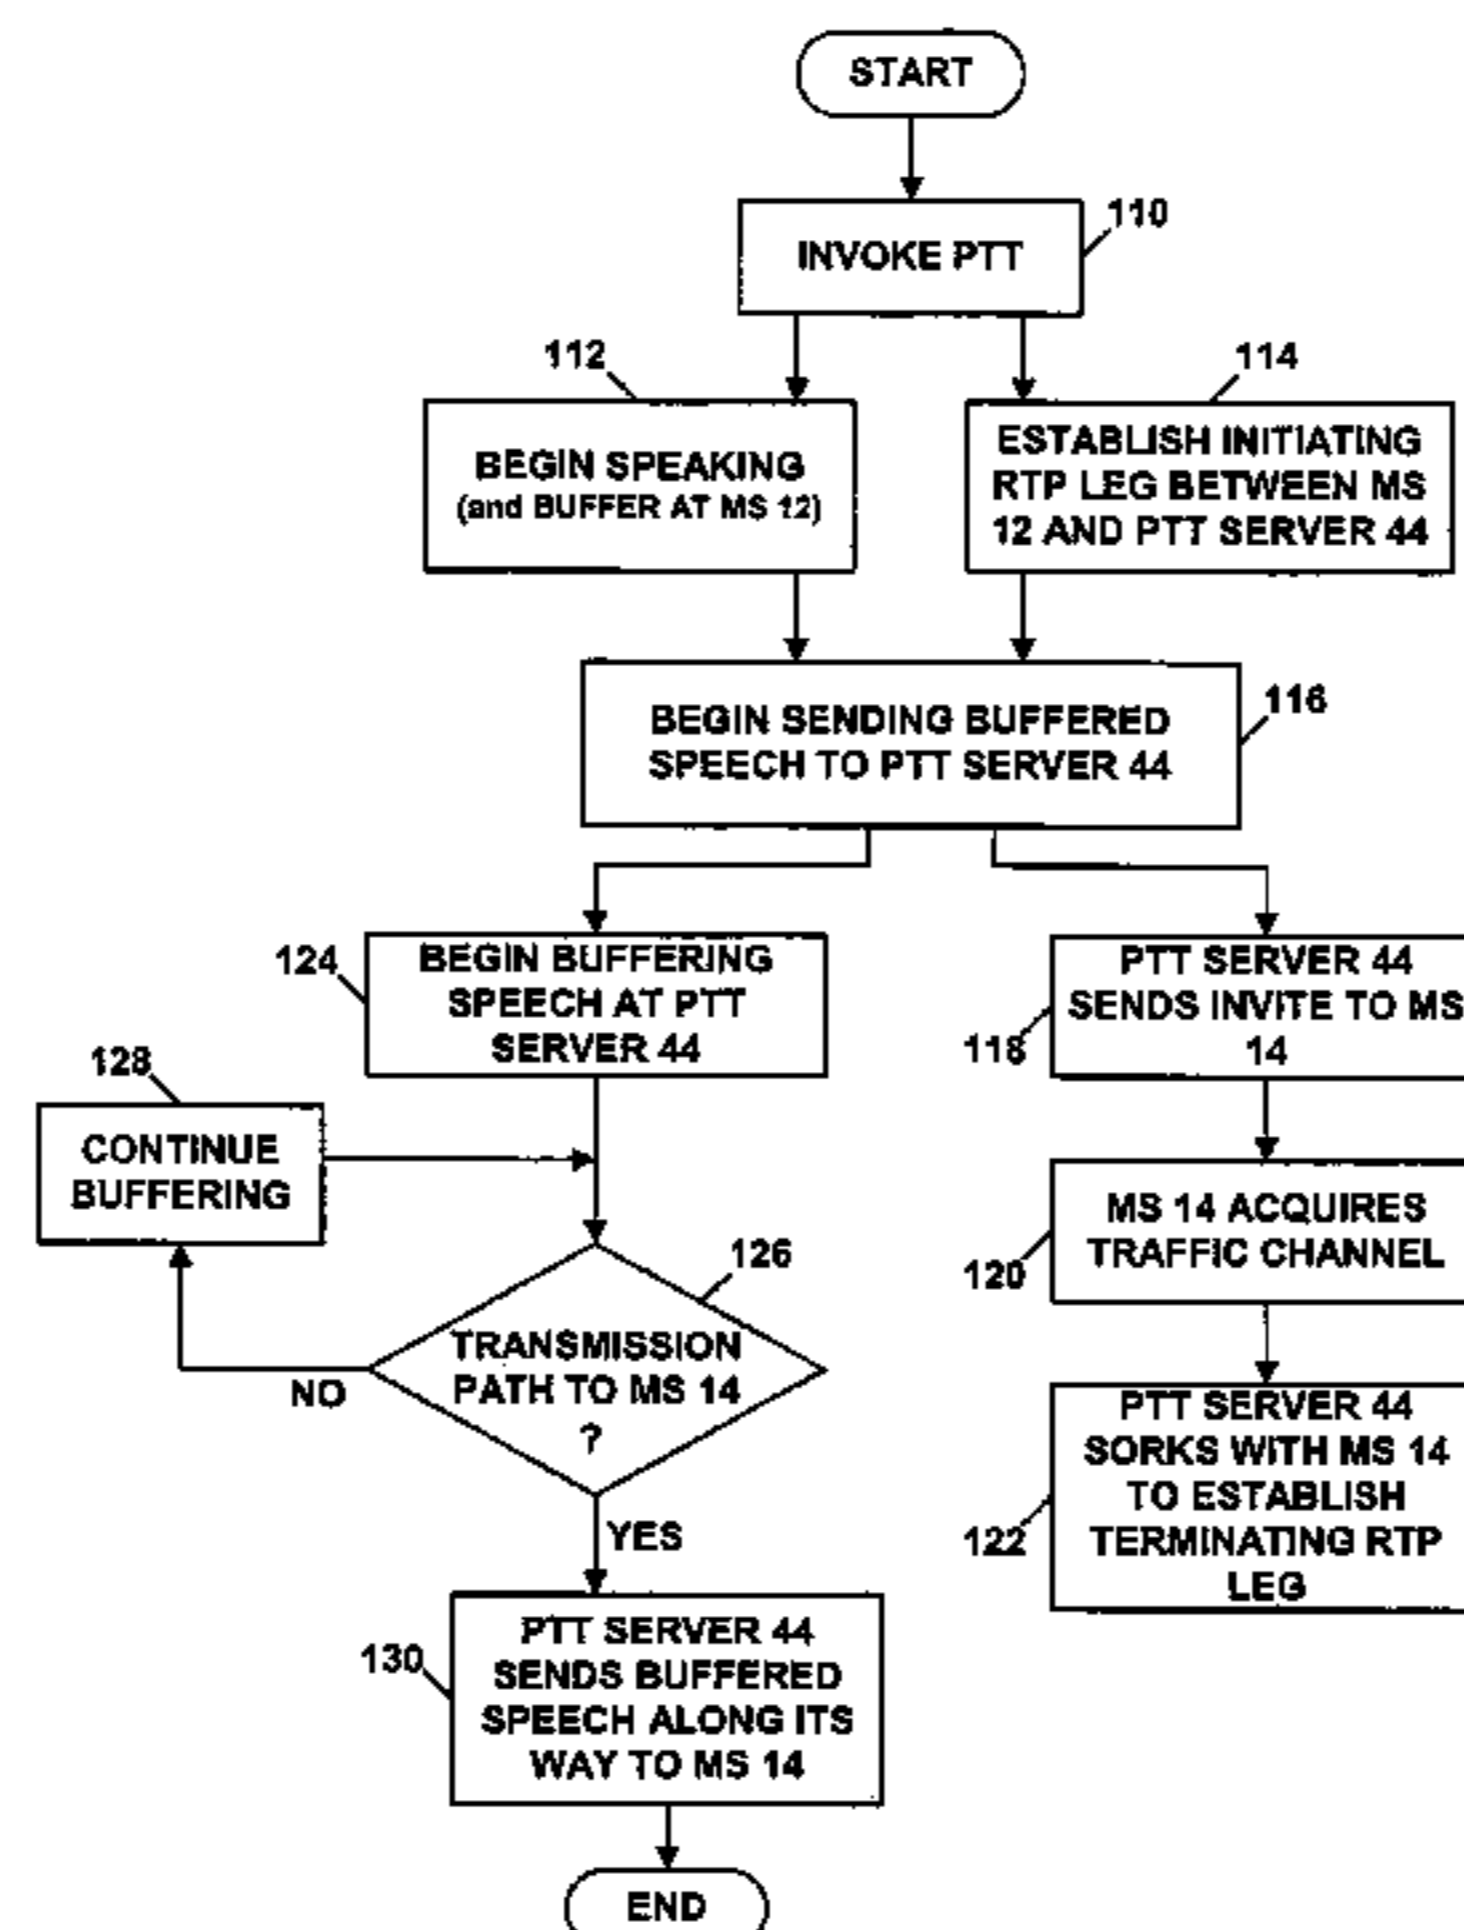 START
INVOKE PTT
110
112
114
BEGIN SPEAKING
(and BUFFER AT MS 12)
ESTABLISH INITIATING
RTP LEG BETWEEN MS
12 AND PTT SERVER 44
BEGIN SENDING BUFFERED
SPEECH TO PTT SERVER 44
116
124
BEGIN BUFFERING
SPEECH AT PTT
SERVER 44
PTT SERVER 44
SENDS INVITE TO MS
14
118
128
CONTINUE
BUFFERING
126
TRANSMISSION
PATH TO MS 14
?
NO
YES
MS 14 ACQUIRES
TRAFFIC CHANNEL
120
PTT SERVER 44
SORKS WITH MS 14
TO ESTABLISH
TERMINATING RTP
LEG
122
130
PTT SERVER 44
SENDS BUFFERED
SPEECH ALONG ITS
WAY TO MS 14
END